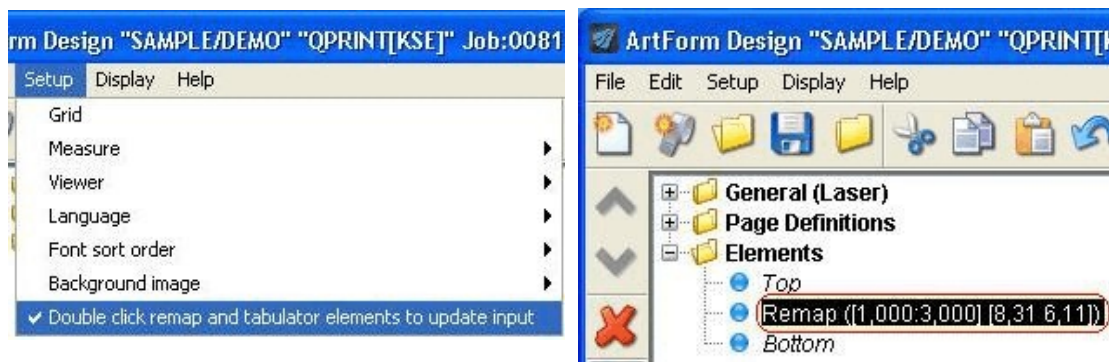 rm Design "SAMPLE/DEMO" "QPRINT[KSE]" Job:0081
Setup Display Help
Grid
Measure
Viewer
Language
Font sort order
Background image
Double click remap and tabulator elements to update input
ArtForm Design "SAMPLE/DEMO" "QPRINT[
File Edit Setup Display Help
General (Laser)
Page Definitions
Elements
Top
Remap ([1,000:3,000] [8,31 6,11])
Bottom